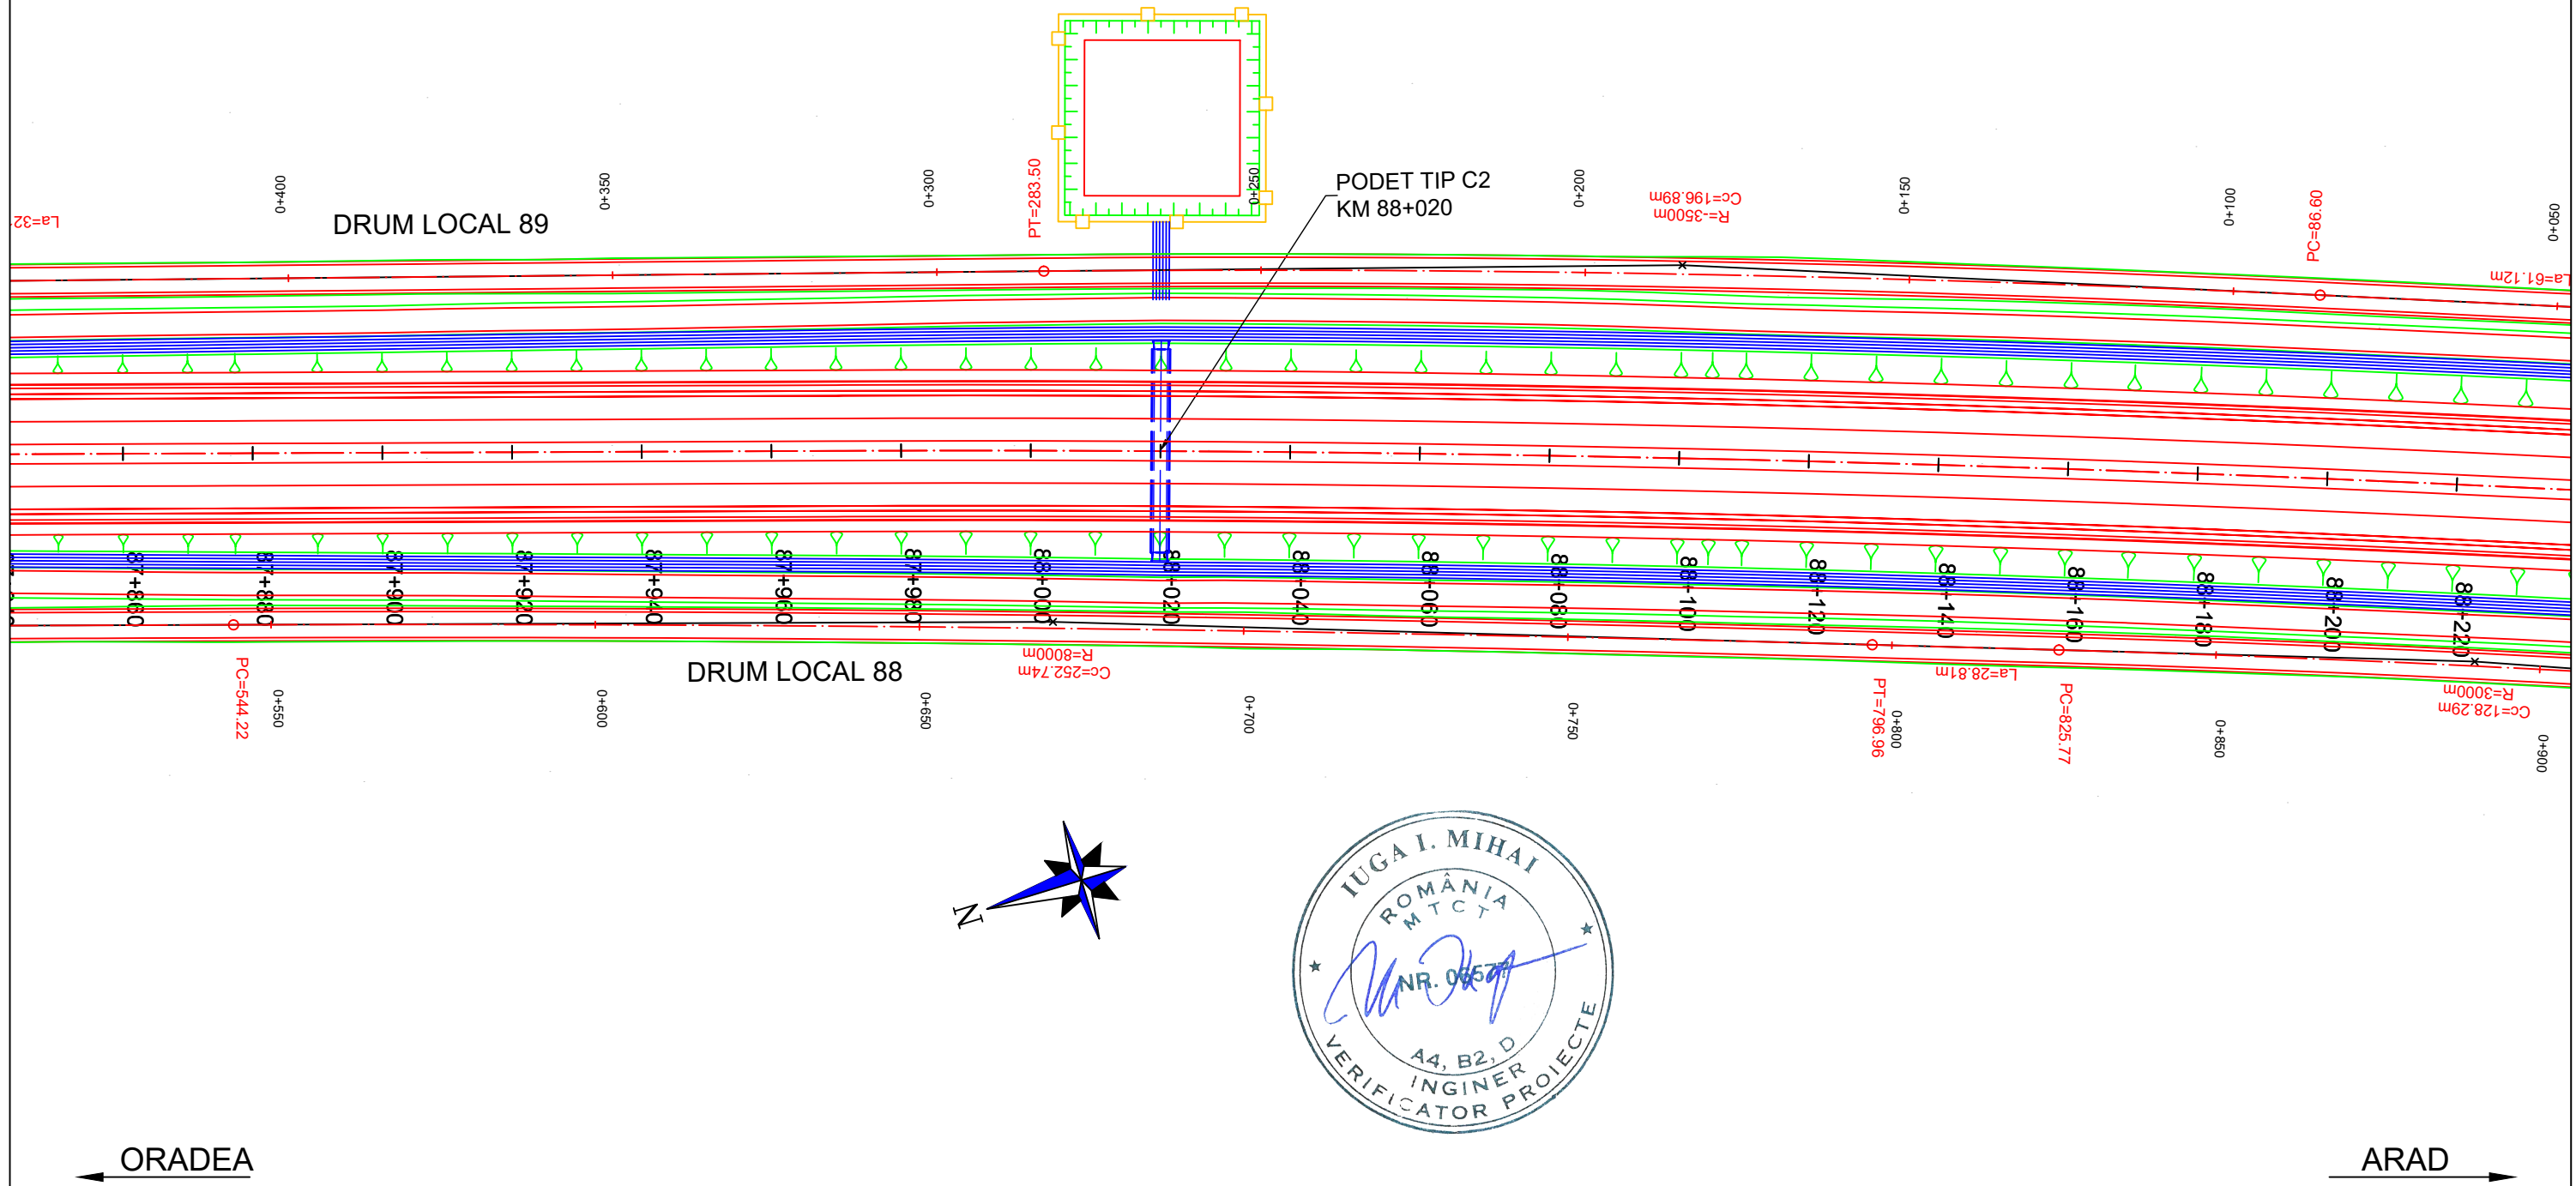 0+400
0+350
0+300
PT=283.50
0+250
PODET TIP C2
KM 88+020
0+200
R=-3500m
Cc=196.89m
0+150
0+100
PC=86.60
0+050
DRUM LOCAL 89
La=61.12m
87+860
87+880
87+900
87+920
87+940
87+960
87+980
88+000
88+020
88+040
88+060
88+080
88+100
88+120
88+140
88+160
88+180
88+20
88+220
DRUM LOCAL 88
PC=544.22
0+550
0+600
0+650
R=8000m
Cc=252.74m
0+700
0+750
PT=796.96
0+800
La=28.81m
PC=825.77
0+850
R=3000m
Cc=128.29m
0+900
N
IUGA I. MIHAI
ROMÂNIA
MTCT
NR. 06577
A4, B2, D
INGINER
VERIFICATOR PROIECTE
ORADEA
ARAD